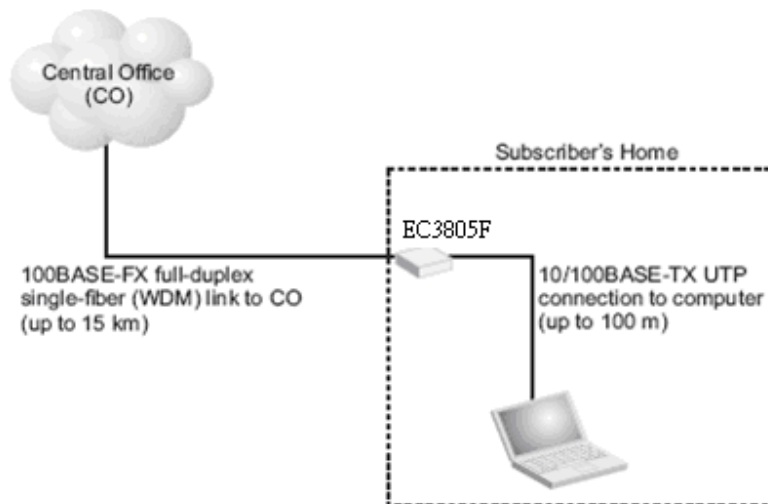 Central Office
(CO)
Subscriber's Home
EC3805F
100BASE-FX full-duplex
single-fiber (WDM) link to CO
(up to 15 km)
10/100BASE-TX UTP
connection to computer
(up to 100 m)